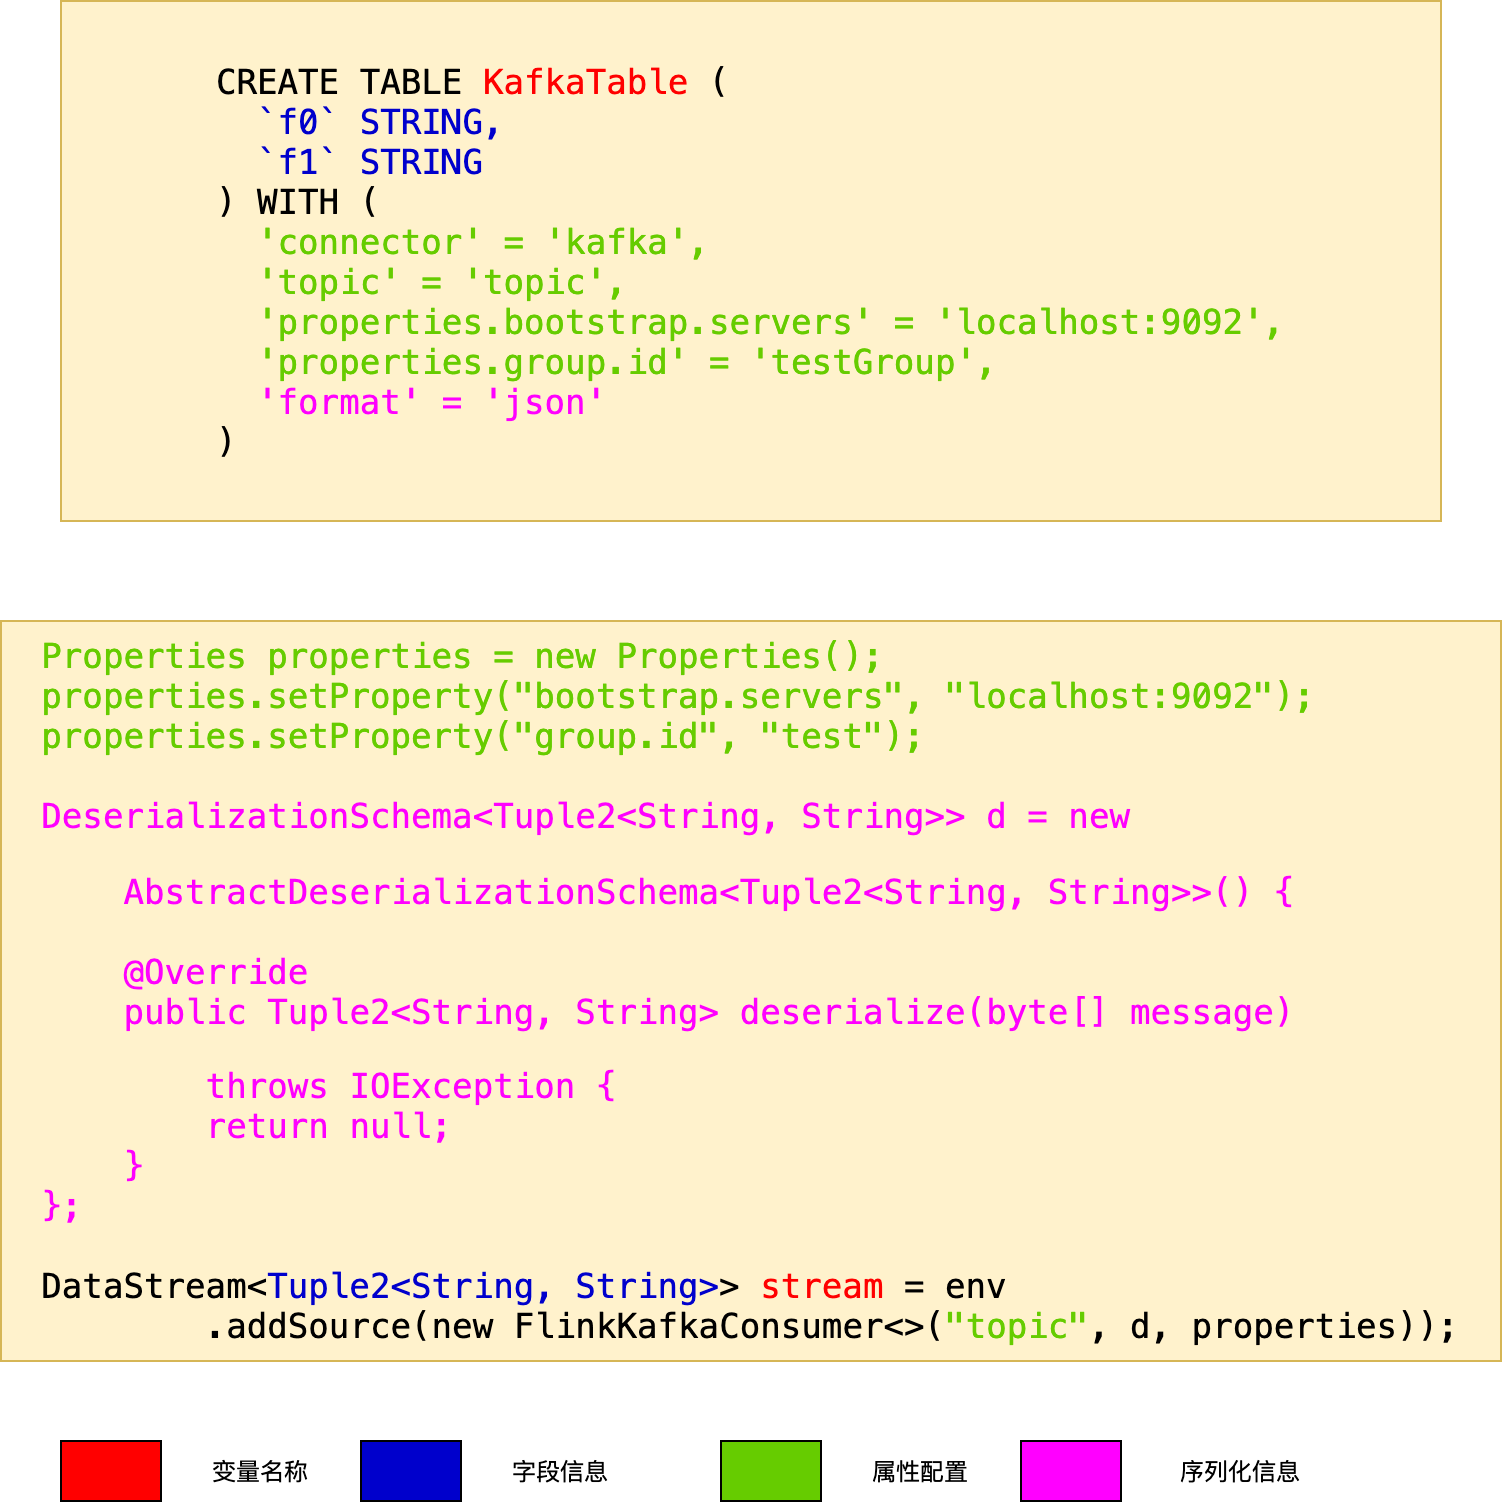 CREATE TABLE KafkaTable (
  `f0` STRING,
  `f1` STRING
) WITH (
  'connector' = 'kafka',
  'topic' = 'topic',
  'properties.bootstrap.servers' = 'localhost:9092',
  'properties.group.id' = 'testGroup',
  'format' = 'json'
)
Properties properties = new Properties();
properties.setProperty("bootstrap.servers", "localhost:9092");
properties.setProperty("group.id", "test");
DeserializationSchema<Tuple2<String, String>> d = new
    AbstractDeserializationSchema<Tuple2<String, String>>() {
    @Override
    public Tuple2<String, String> deserialize(byte[] message)
        throws IOException {
        return null;
    }
};
DataStream<Tuple2<String, String>> stream = env
        .addSource(new FlinkKafkaConsumer<>("topic", d, properties));
变量名称
字段信息
属性配置
序列化信息